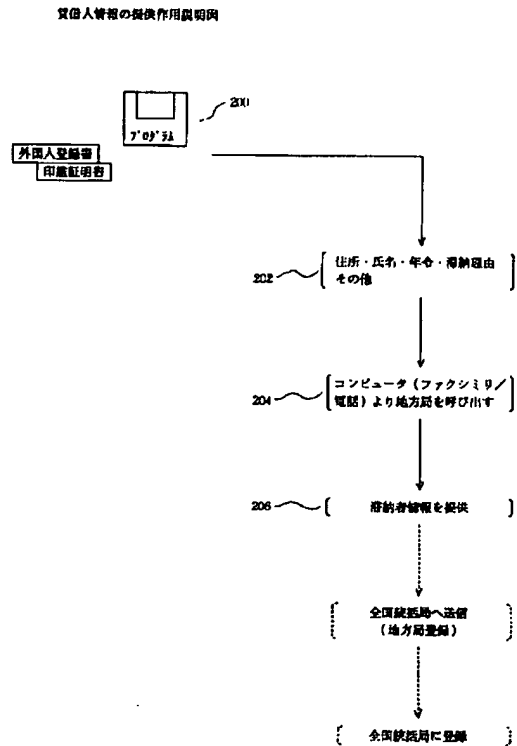 賃借人情報の提供作用説明図
200
プログラム
外国人登録書
印鑑証明書
住所・氏名・年令・滞納理由
202
その他
コンピュータ（ファクシミリ／
204
電話）より地方局を呼び出す
206
滞納者情報を提供
全国統括局へ送信
（地方局登録）
全国統括局に登録